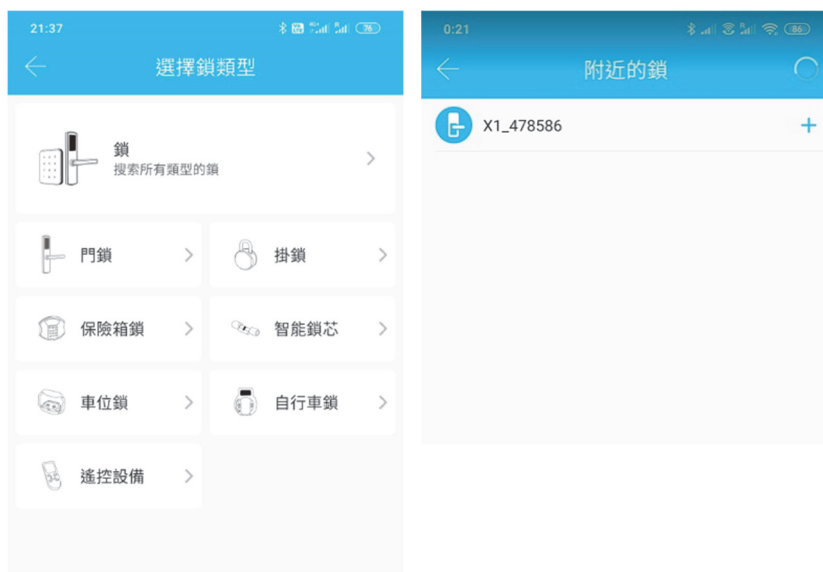 21:37
76
選擇鎖類型
鎖
搜索所有類型的鎖
門鎖
掛鎖
保險箱鎖
智能鎖芯
車位鎖
自行車鎖
遙控設備
0:21
86
附近的鎖
X1_478586